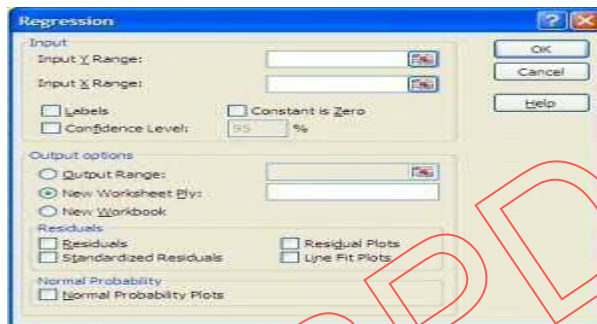 Regression
Input
Input Y Range:
Input X Range:
Labels
Constant is Zero
Confidence Level:
95 %
OK
Cancel
Help
Output options
Output Range:
New Worksheet Ply:
New Workbook
Residuals
Residuals
Residual Plots
Standardized Residuals
Line Fit Plots
Normal Probability
Normal Probability Plots